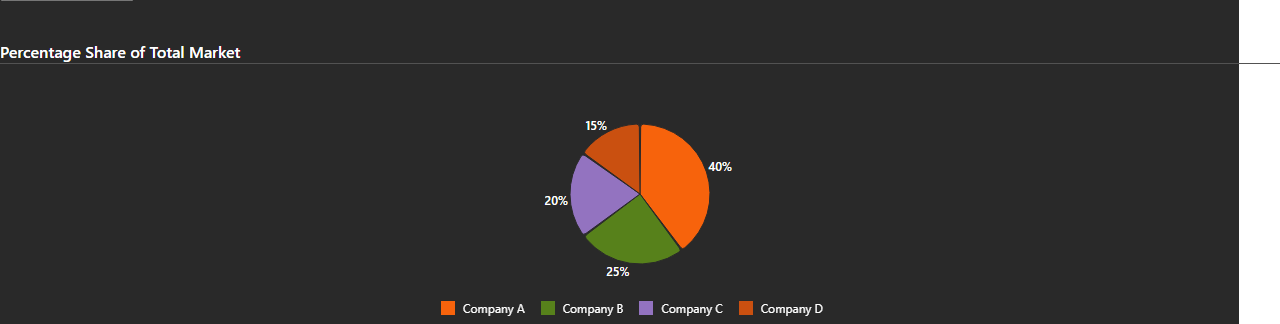 Percentage Share of Total Market
15%
40%
20%
25%
Company A
Company B
Company C
Company D